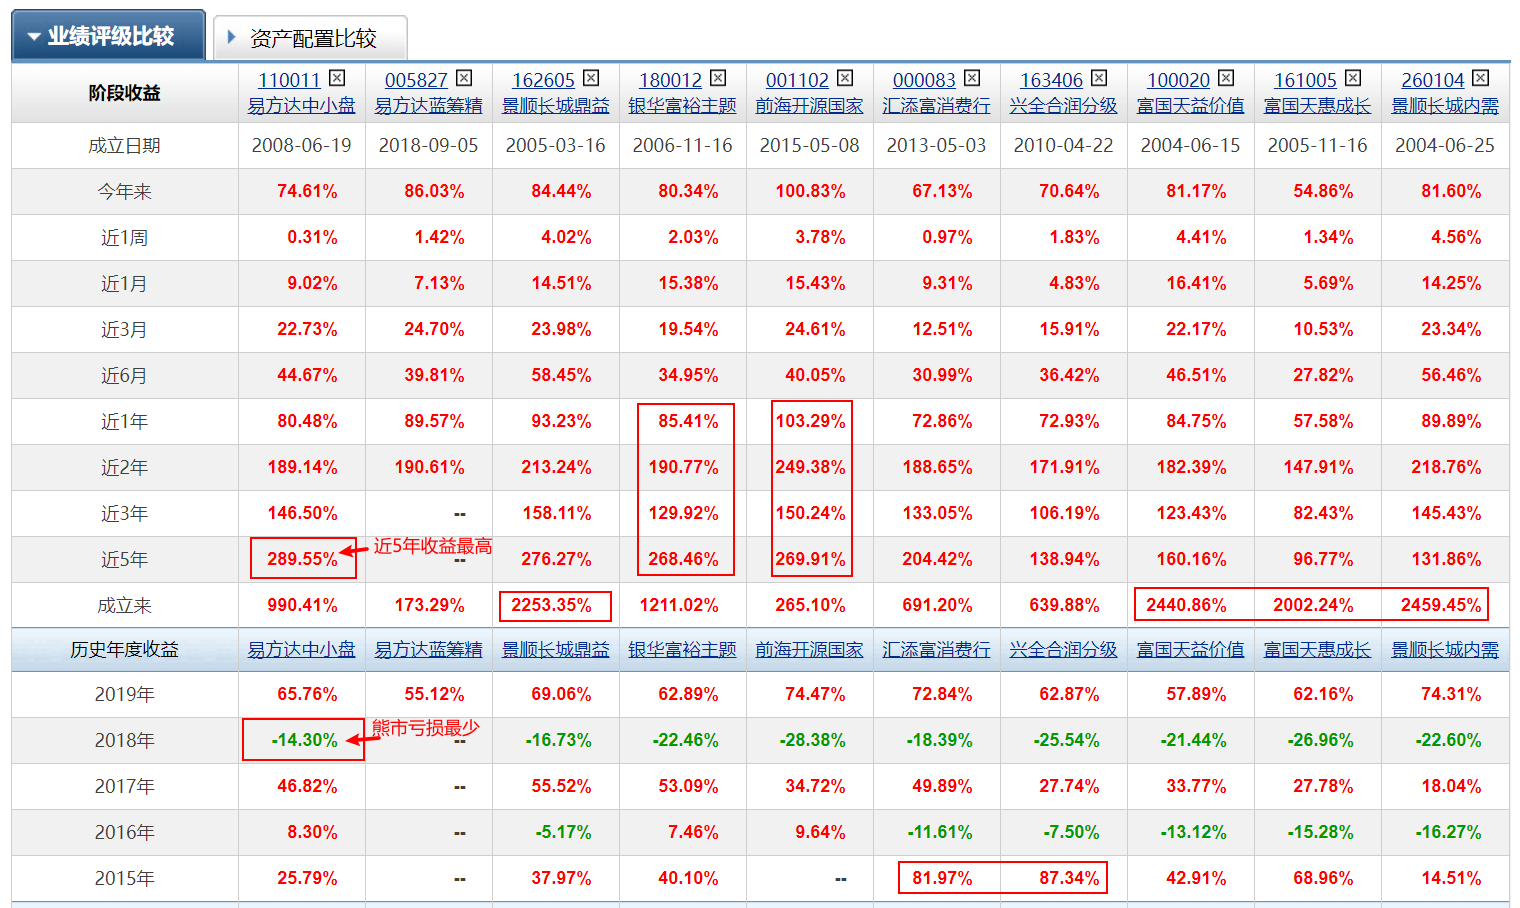 业绩评级比较 资产配置比较
阶段收益 110011 005827 162605 180012 001102 000083 163406 100020 161005 260104
易方达中小盘 易方达蓝筹精 景顺长城鼎益 银华富裕主题 前海开源国家 汇添富消费行 兴全合润分级 富国天益价值 富国天惠成长 景顺长城内需
成立日期 2008-06-19 2018-09-05 2005-03-16 2006-11-16 2015-05-08 2013-05-03 2010-04-22 2004-06-15 2005-11-16 2004-06-25
今年来 74.61% 86.03% 84.44% 80.34% 100.83% 67.13% 70.64% 81.17% 54.86% 81.60%
近1周 0.31% 1.42% 4.02% 2.03% 3.78% 0.97% 1.83% 4.41% 1.34% 4.56%
近1月 9.02% 7.13% 14.51% 15.38% 15.43% 9.31% 4.83% 16.41% 5.69% 14.25%
近3月 22.73% 24.70% 23.98% 19.54% 24.61% 12.51% 15.91% 22.17% 10.53% 23.34%
近6月 44.67% 39.81% 58.45% 34.95% 40.05% 30.99% 36.42% 46.51% 27.82% 56.46%
近1年 80.48% 89.57% 93.23% 85.41% 103.29% 72.86% 72.93% 84.75% 57.58% 89.89%
近2年 189.14% 190.61% 213.24% 190.77% 249.38% 188.65% 171.91% 182.39% 147.91% 218.76%
近3年 146.50% -- 158.11% 129.92% 150.24% 133.05% 106.19% 123.43% 82.43% 145.43%
近5年收益最高
近5年 289.55% -- 276.27% 268.46% 269.91% 204.42% 138.94% 160.16% 96.77% 131.86%
成立来 990.41% 173.29% 2253.35% 1211.02% 265.10% 691.20% 639.88% 2440.86% 2002.24% 2459.45%
历史年度收益 易方达中小盘 易方达蓝筹精 景顺长城鼎益 银华富裕主题 前海开源国家 汇添富消费行 兴全合润分级 富国天益价值 富国天惠成长 景顺长城内需
2019年 65.76% 55.12% 69.06% 62.89% 74.47% 72.84% 62.87% 57.89% 62.16% 74.31%
熊市亏损最少
2018年 -14.30% -- -16.73% -22.46% -28.38% -18.39% -25.54% -21.44% -26.96% -22.60%
2017年 46.82% -- 55.52% 53.09% 34.72% 49.89% 27.74% 33.77% 27.78% 18.04%
2016年 8.30% -- -5.17% 7.46% 9.64% -11.61% -7.50% -13.12% -15.28% -16.27%
2015年 25.79% -- 37.97% 40.10% -- 81.97% 87.34% 42.91% 68.96% 14.51%